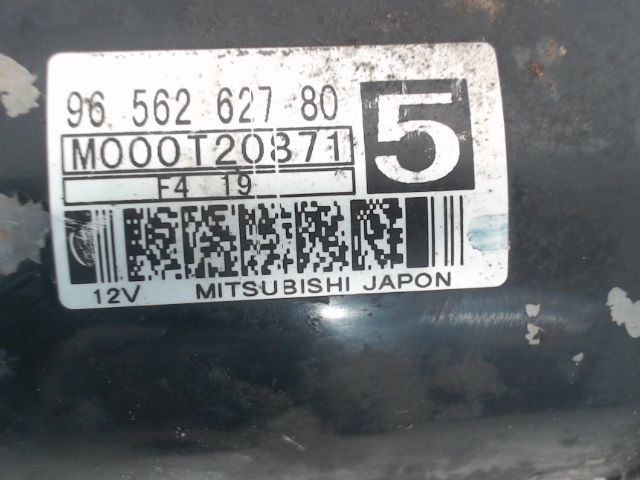 96 562 627 80
5
M000T20871
F4 19
12V MITSUBISHI JAPON